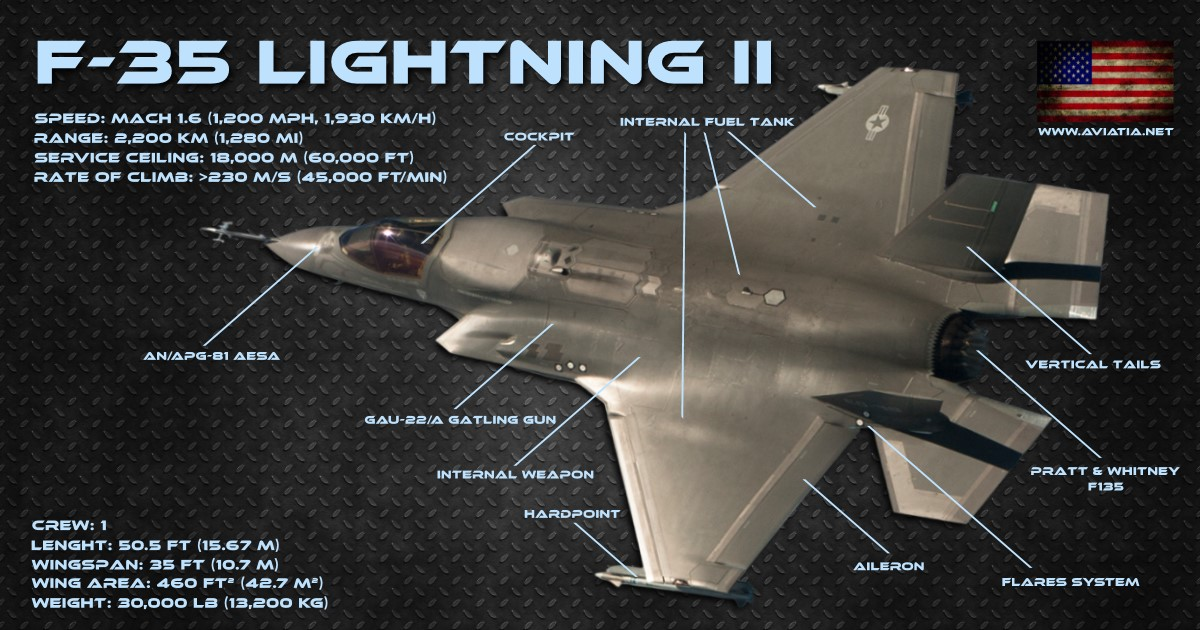 F-35 LIGHTNING II
SPEED: MACH 1.6 (1,200 MPH, 1,930 KM/H)
RANGE: 2,200 KM (1,280 MI)
SERVICE CEILING: 18,000 M (60,000 FT)
RATE OF CLIMB: >230 M/S (45,000 FT/MIN)
WWW.AVIATIA.NET
INTERNAL FUEL TANK
COCKPIT
AN/APG-81 AESA
VERTICAL TAILS
GAU-22/A GATLING GUN
INTERNAL WEAPON
PRATT & WHITNEY
F135
HARDPOINT
AILERON
FLARES SYSTEM
CREW: 1
LENGHT: 50.5 FT (15.67 M)
WINGSPAN: 35 FT (10.7 M)
WING AREA: 460 FT² (42.7 M²)
WEIGHT: 30,000 LB (13,200 KG)